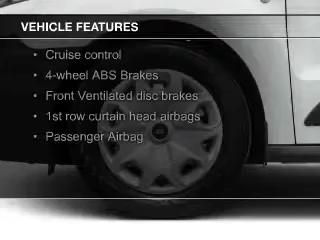 VEHICLE FEATURES
• Cruise control
• 4-wheel ABS Brakes
• Front Ventilated disc brakes
• 1st row curtain head airbags
• Passenger Airbag